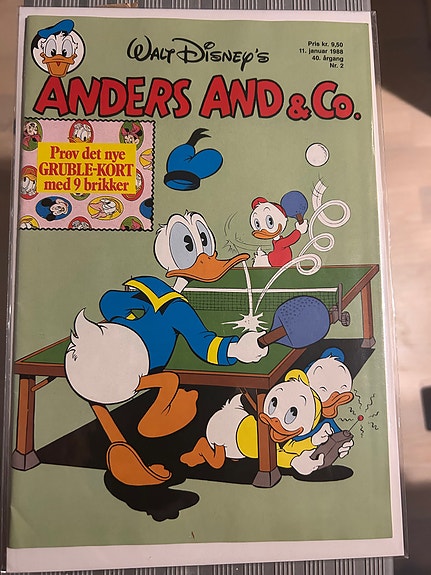 WALT DISNEY'S
Pris kr. 9,50
11. januar 1988
40. årgang
Nr. 2
ANDERS AND & Co.
Prøv det nye
GRUBLE-KORT
med 9 brikker